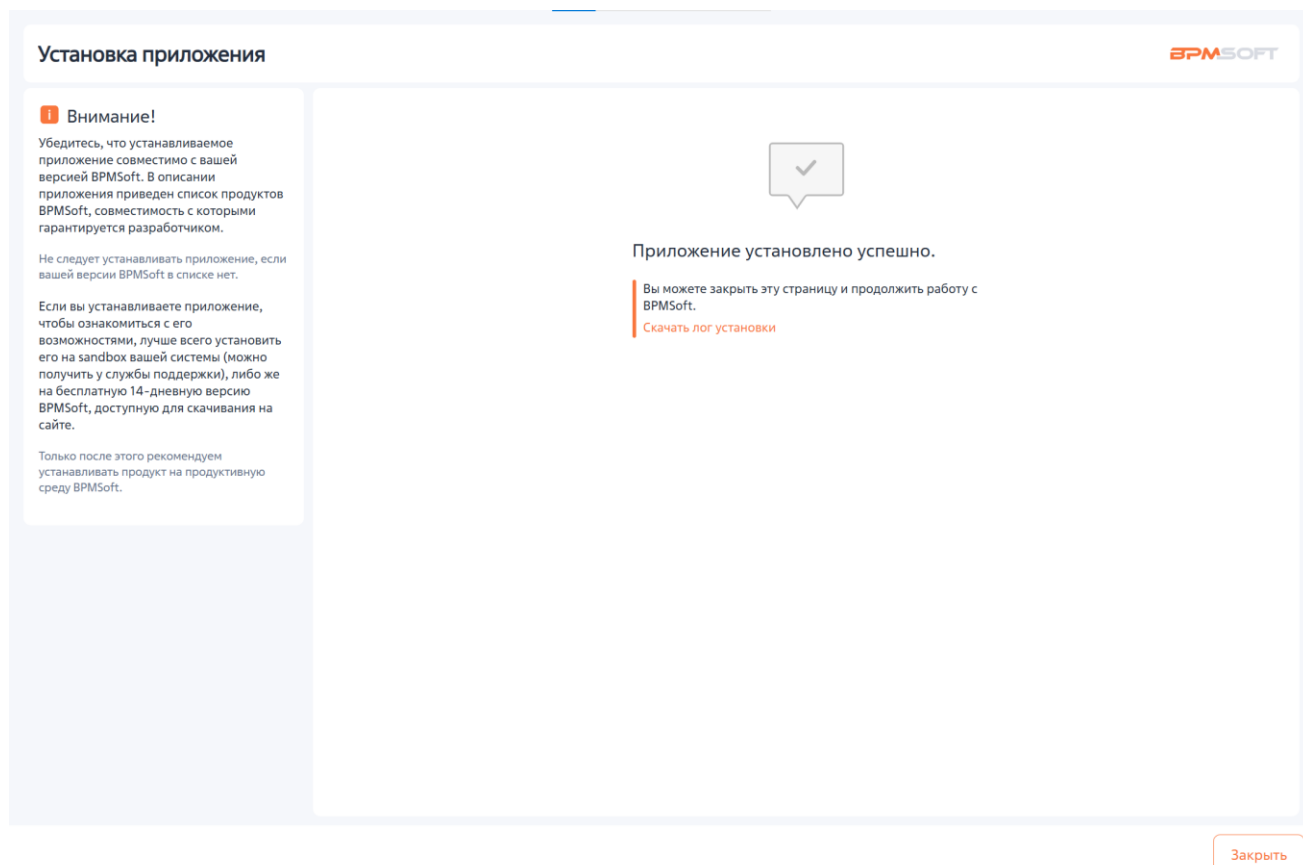 Установка приложения
BPMSOFT
Внимание!
Убедитесь, что устанавливаемое
приложение совместимо с вашей
версией BPMSoft. В описании
приложения приведен список продуктов
BPMSoft, совместимость с которыми
гарантируется разработчиком.
Не следует устанавливать приложение, если
вашей версии BPMSoft в списке нет.
Если вы устанавливаете приложение,
чтобы ознакомиться с его
возможностями, лучше всего установить
его на sandbox вашей системы (можно
получить у службы поддержки), либо же
на бесплатную 14-дневную версию
BPMSoft, доступную для скачивания на
сайте.
Только после этого рекомендуем
устанавливать продукт на продуктивную
среду BPMSoft.
Приложение установлено успешно.
Вы можете закрыть эту страницу и продолжить работу с
BPMSoft.
Скачать лог установки
Закрыть